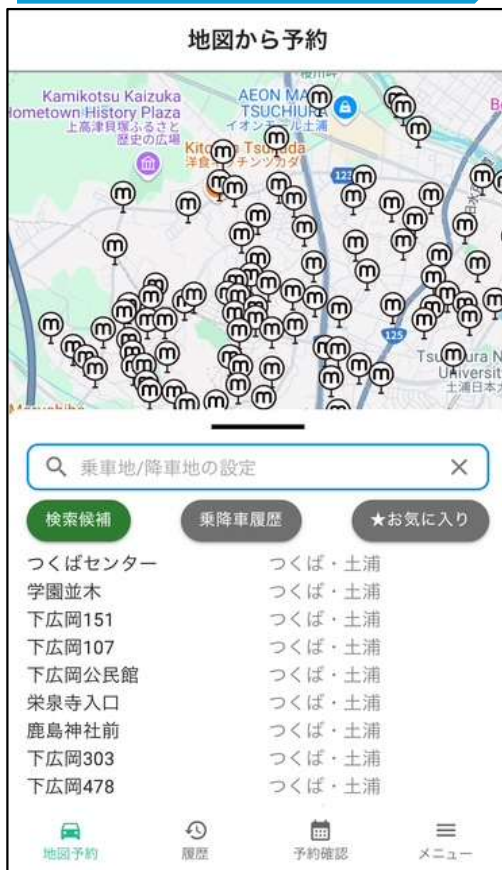 地図から予約
Kamikotsu Kaizuka
Hometown History Plaza
上高津貝塚ふるさと
歴史の広場
AEON MA
TSUCHIURA
イオンモール土浦
洋食キッチンツカダ
123
125
Universit
土浦日本大
乗車地/降車地の設定
検索候補
乗降車履歴
★お気に入り
つくばセンター つくば・土浦
学園並木 つくば・土浦
下広岡151 つくば・土浦
下広岡107 つくば・土浦
下広岡公民館 つくば・土浦
栄泉寺入口 つくば・土浦
鹿島神社前 つくば・土浦
下広岡303 つくば・土浦
下広岡478 つくば・土浦
地図予約
履歴
予約確認
メニュー